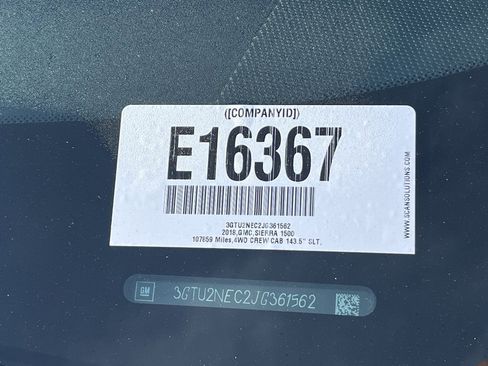 ([COMPANYID])
E16367
3GTU2NEC2JG361562
2018,GMC,SIERRA 1500
107859 Miles,4WD CREW CAB 143.5" SLT,
WWW.SCANSOLUTIONS.COM
GM 3GTU2NEC2JG361562